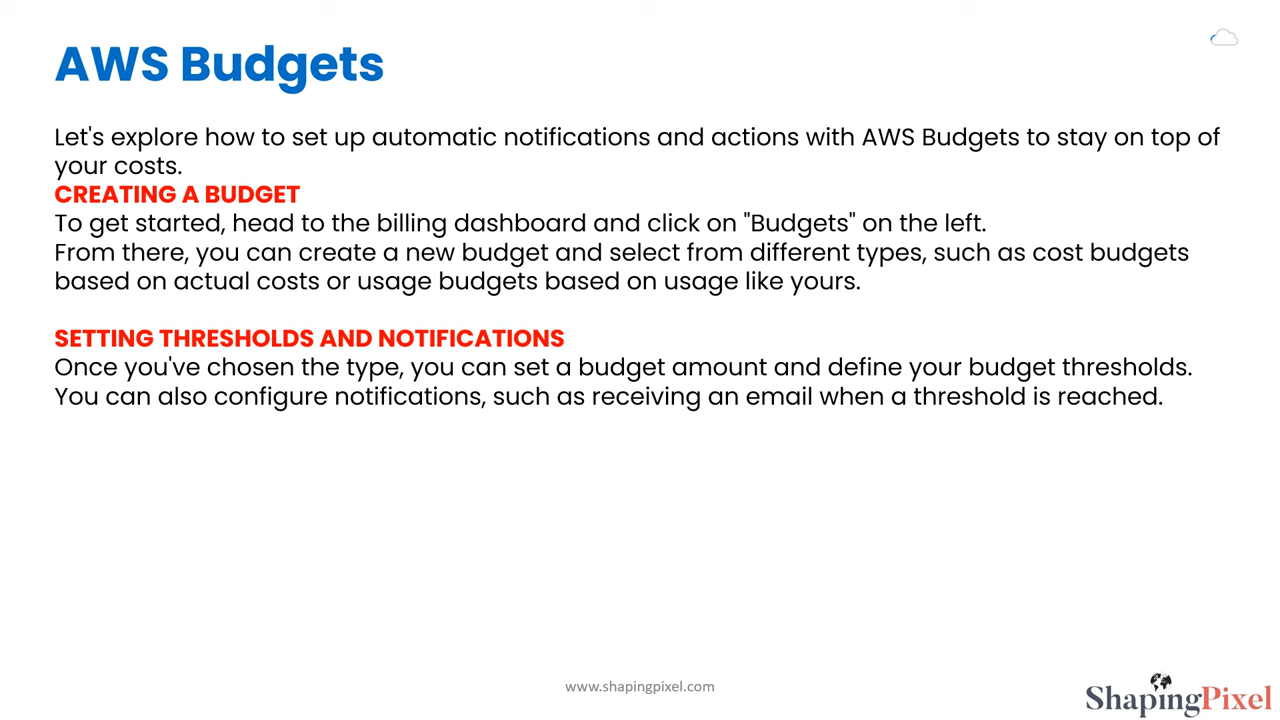 AWS Budgets
Let's explore how to set up automatic notifications and actions with AWS Budgets to stay on top of
your costs.
CREATING A BUDGET
To get started, head to the billing dashboard and click on "Budgets" on the left.
From there, you can create a new budget and select from different types, such as cost budgets
based on actual costs or usage budgets based on usage like yours.
SETTING THRESHOLDS AND NOTIFICATIONS
Once you've chosen the type, you can set a budget amount and define your budget thresholds.
You can also configure notifications, such as receiving an email when a threshold is reached.
www.shapingpixel.com
ShapingPixel